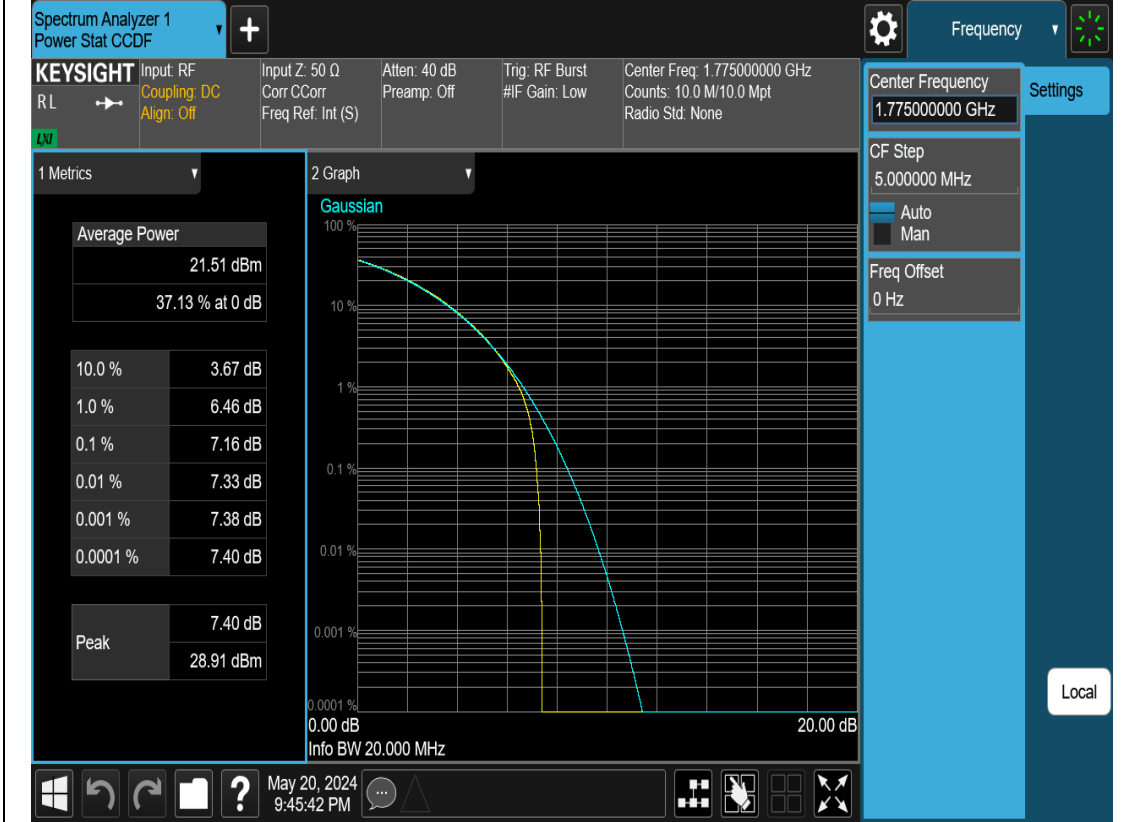 Spectrum Analyzer 1
Power Stat CCDF
+
Frequency
KEYSIGHT
RL
LXI
Input: RF
Coupling: DC
Align: Off
Input Z: 50 Ω
Corr CCorr
Freq Ref: Int (S)
Atten: 40 dB
Preamp: Off
Trig: RF Burst
#IF Gain: Low
Center Freq: 1.775000000 GHz
Counts: 10.0 M/10.0 Mpt
Radio Std: None
Center Frequency
1.775000000 GHz
Settings
CF Step
5.000000 MHz
Auto
Man
Freq Offset
0 Hz
1 Metrics
Average Power
21.51 dBm
37.13 % at 0 dB
10.0 % 3.67 dB
1.0 % 6.46 dB
0.1 % 7.16 dB
0.01 % 7.33 dB
0.001 % 7.38 dB
0.0001 % 7.40 dB
Peak
7.40 dB
28.91 dBm
2 Graph
Gaussian
100 %
10 %
1 %
0.1 %
0.01 %
0.001 %
0.0001 %
0.00 dB 20.00 dB
Info BW 20.000 MHz
Local
?
May 20, 2024
9:45:42 PM